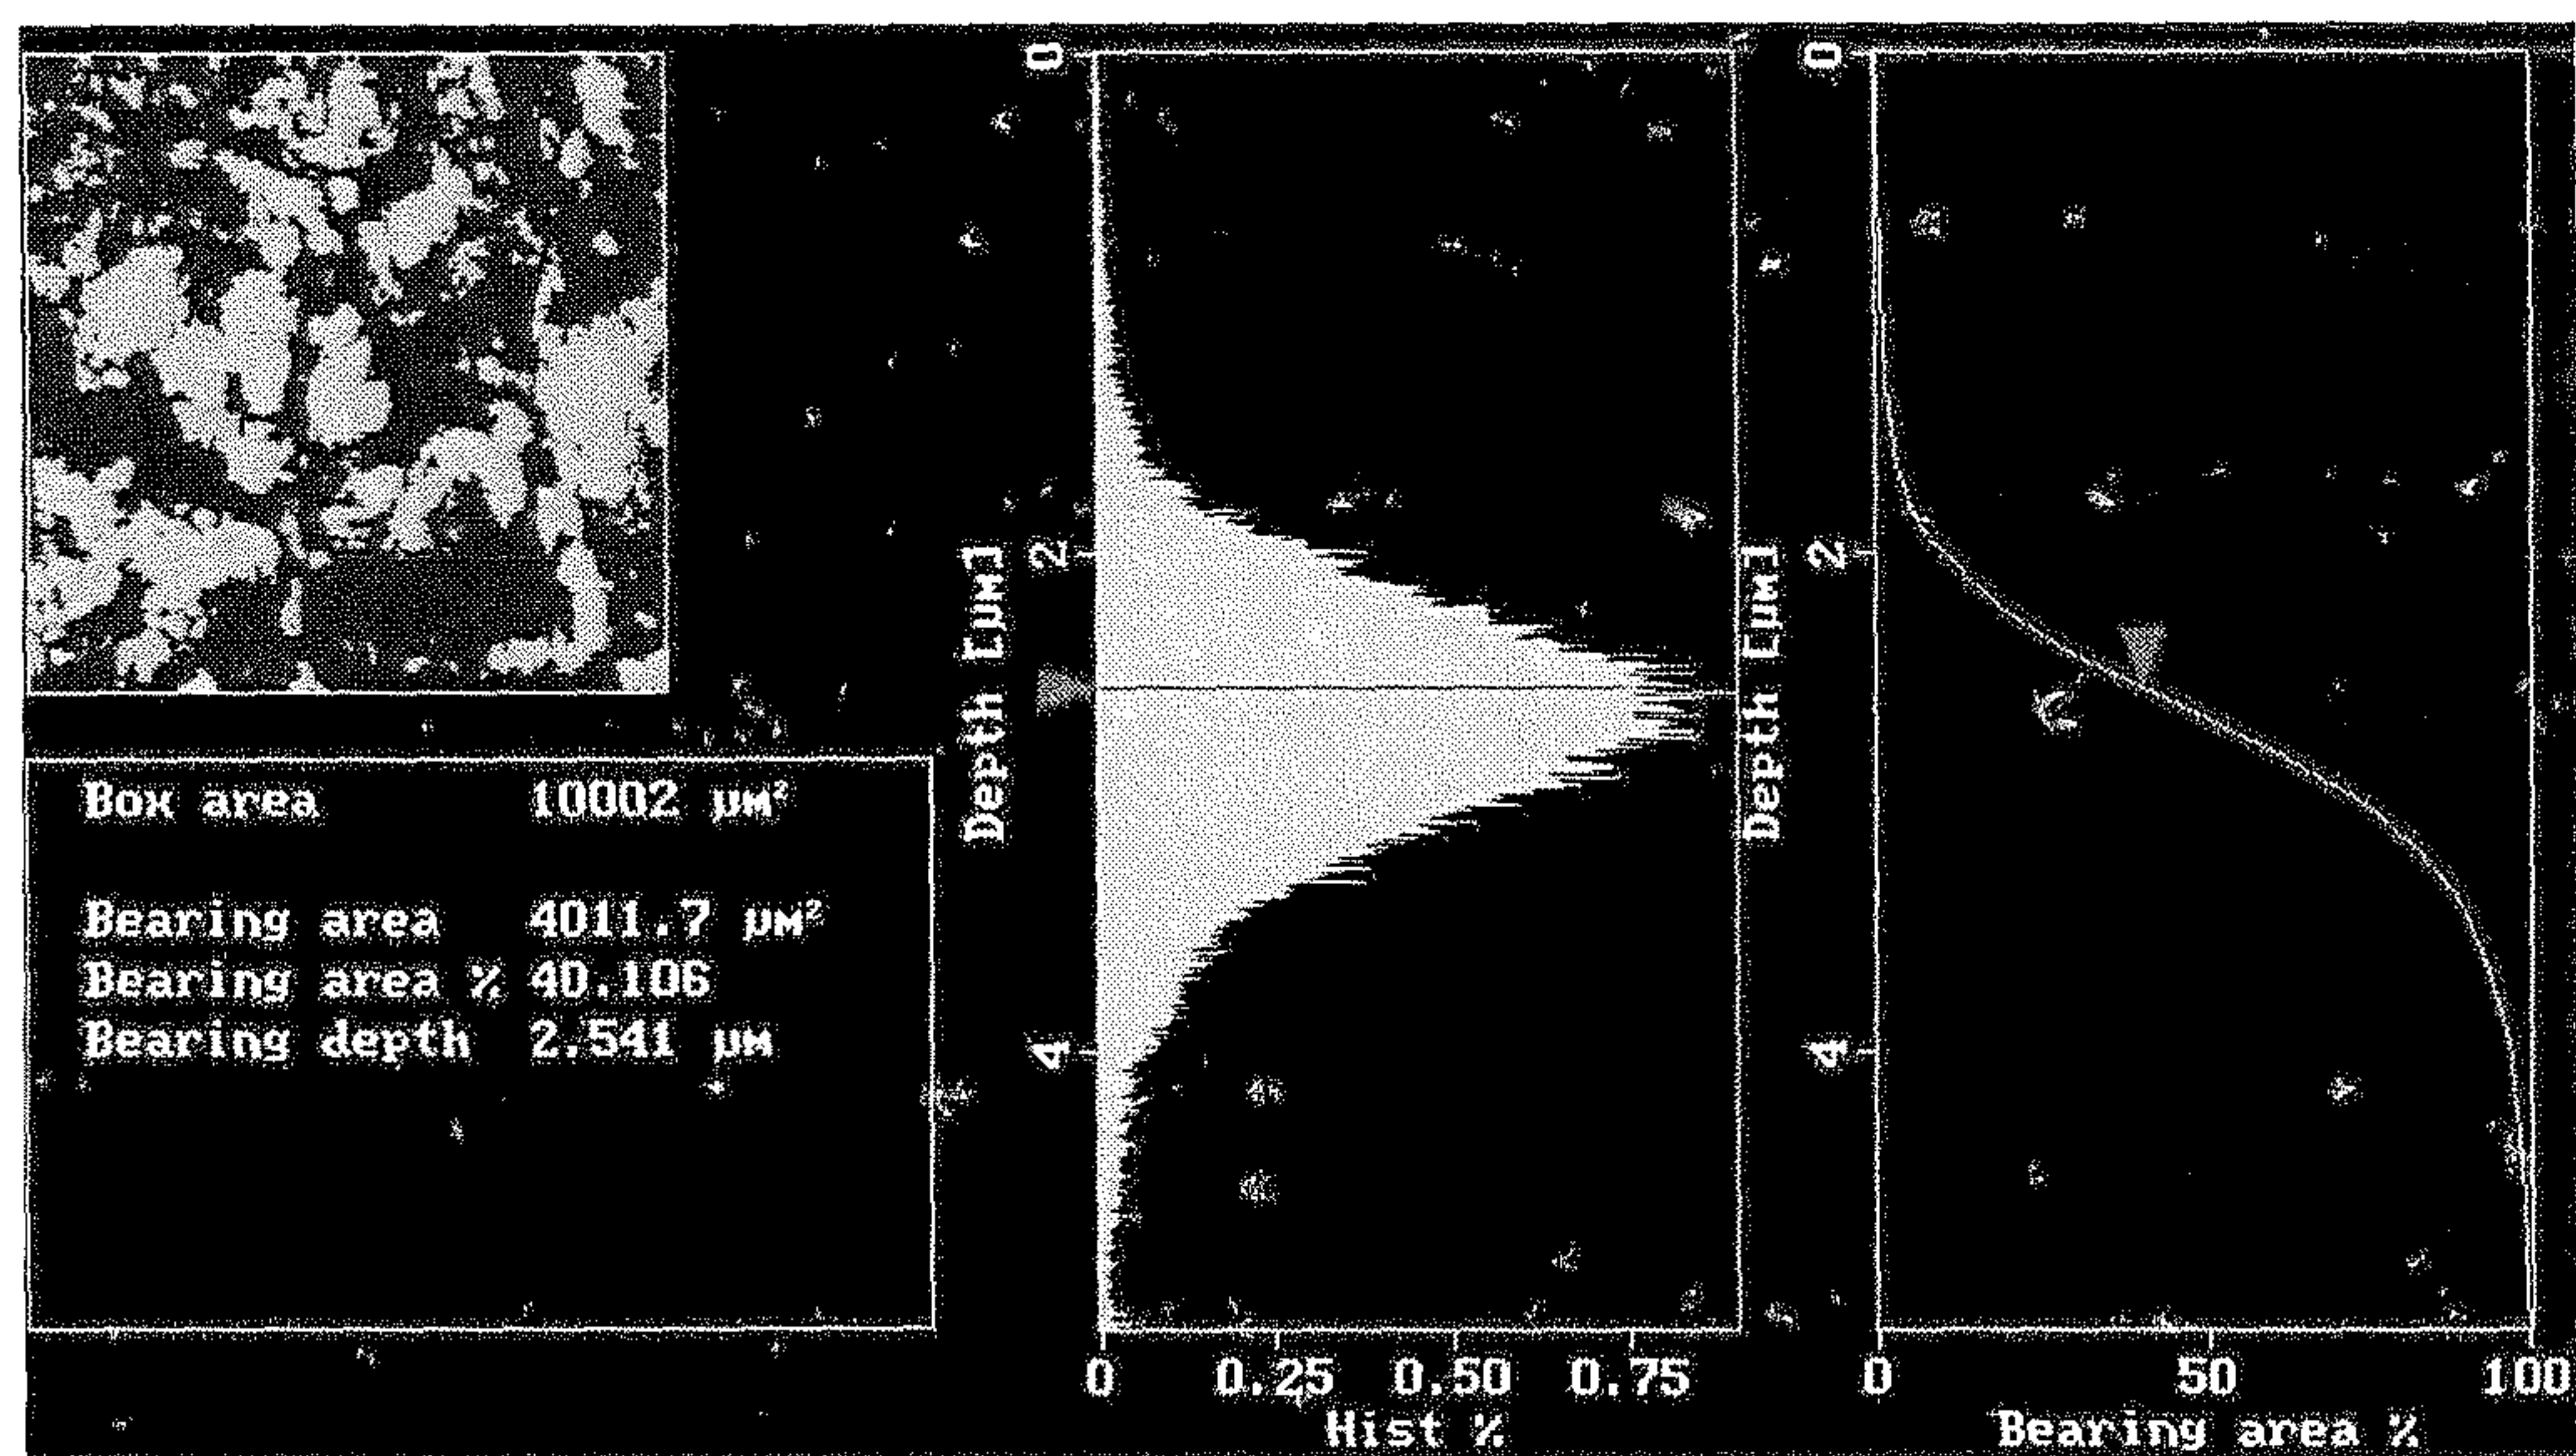 Box area 10002 µm²
Bearing area 4011.7 µm²
Bearing area % 40.106
Bearing depth 2.541 µm
0
2
4
Depth [µm]
0 0.25 0.50 0.75
Hist %
0
2
4
Depth [µm]
0 50 100
Bearing area %